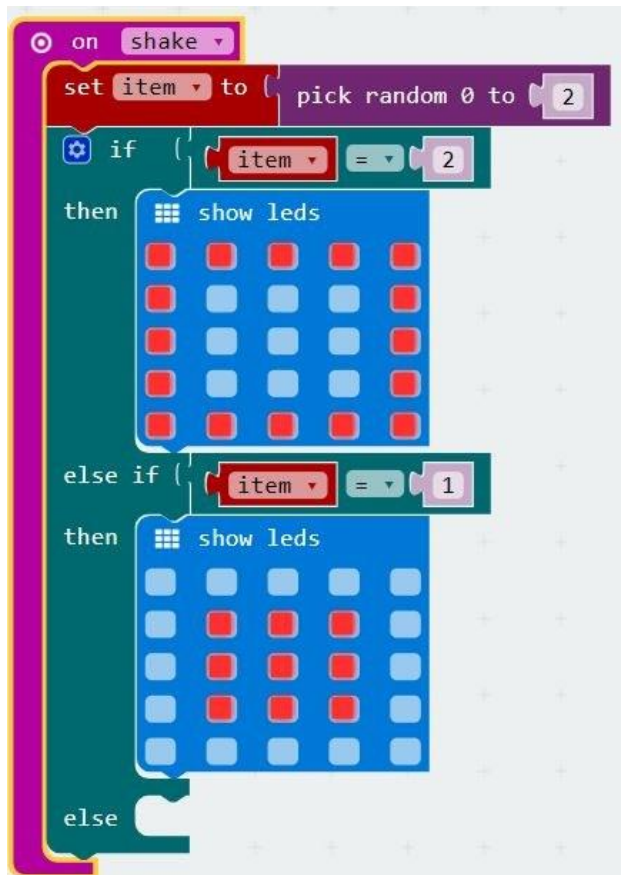 on shake
set item to pick random 0 to 2
if item = 2
then show leds
else if item = 1
then show leds
else